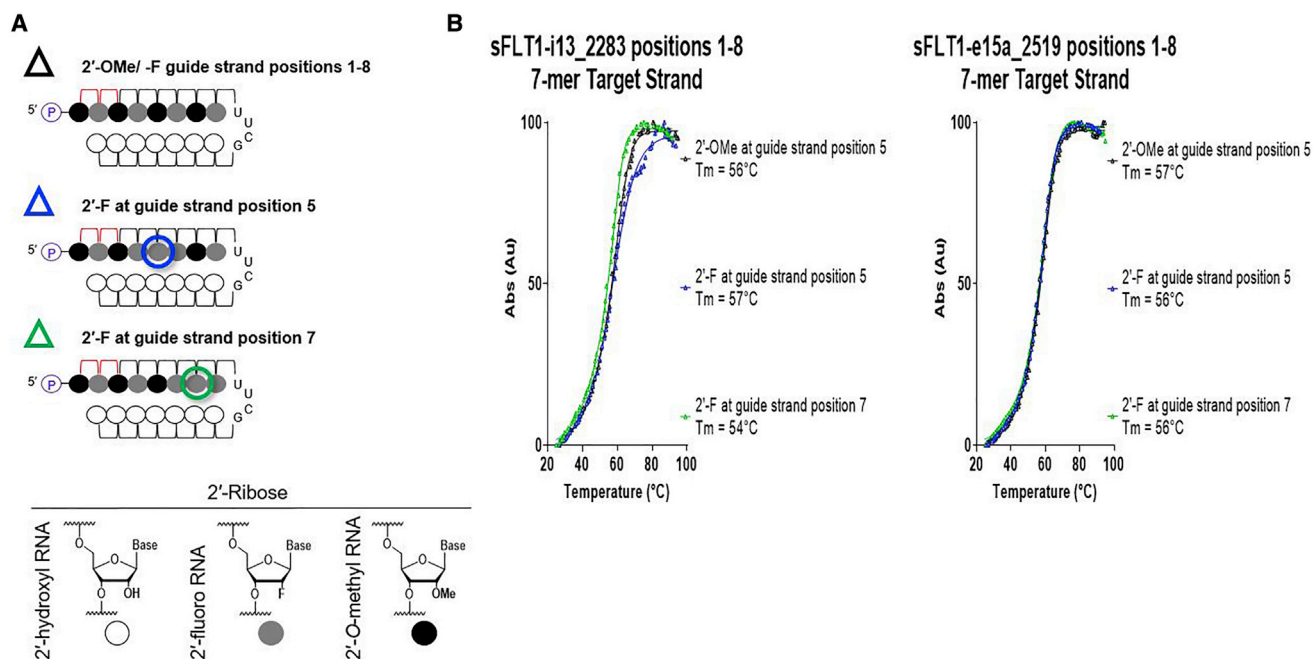 A
2′-OMe/ -F guide strand positions 1-8
5′ P
U
U
C
G
2′-F at guide strand position 5
5′ P
U
U
C
G
2′-F at guide strand position 7
5′ P
U
U
C
G
2′-Ribose
2′-hydroxyl RNA
O
Base
O
O
OH
2′-fluoro RNA
O
Base
O
O
F
2′-O-methyl RNA
O
Base
O
O
OMe
B
sFLT1-i13_2283 positions 1-8
7-mer Target Strand
Abs (Au)
100
50
0
20 40 60 80 100
Temperature (°C)
2'-OMe at guide strand position 5
Tm = 56°C
2'-F at guide strand position 5
Tm = 57°C
2'-F at guide strand position 7
Tm = 54°C
sFLT1-e15a_2519 positions 1-8
7-mer Target Strand
Abs (Au)
100
50
0
20 40 60 80 100
Temperature (°C)
2'-OMe at guide strand position 5
Tm = 57°C
2'-F at guide strand position 5
Tm = 56°C
2'-F at guide strand position 7
Tm = 56°C